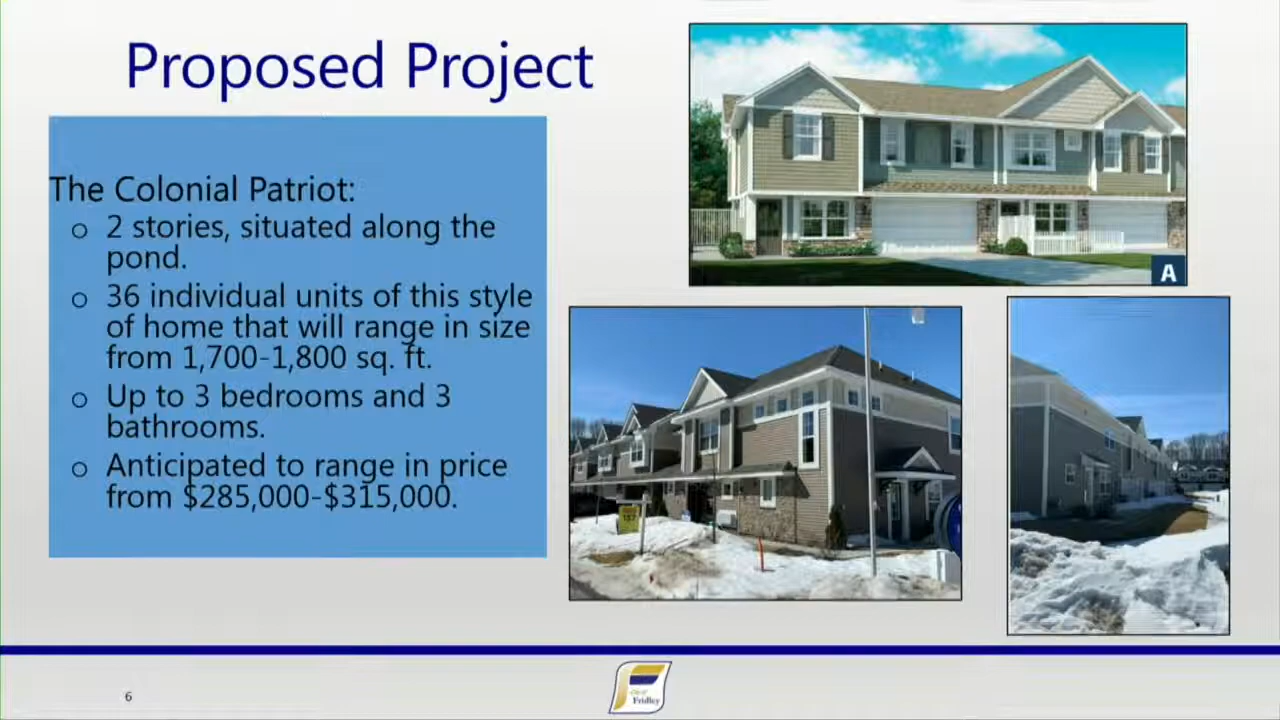 Proposed Project
The Colonial Patriot:
o 2 stories, situated along the
pond.
o 36 individual units of this style
of home that will range in size
from 1,700-1,800 sq. ft.
o Up to 3 bedrooms and 3
bathrooms.
o Anticipated to range in price
from $285,000-$315,000.
A
6
City of
Fridley